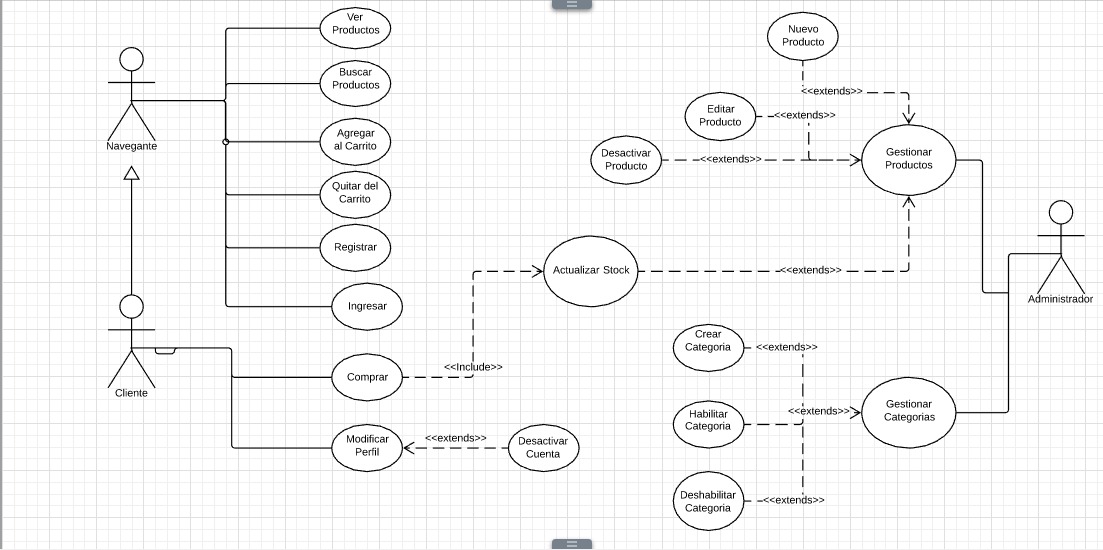 Ver
Productos
Buscar
Productos
Agregar
al Carrito
Quitar del
Carrito
Registrar
Ingresar
Navegante
Cliente
Comprar
<<Include>>
Modificar
Perfil
<<extends>>
Desactivar
Cuenta
Nuevo
Producto
<<extends>>
Editar
Producto
<<extends>>
Desactivar
Producto
<<extends>>
Gestionar
Productos
Actualizar Stock
<<extends>>
Administrador
Crear
Categoria
<<extends>>
Habilitar
Categoria
<<extends>>
Gestionar
Categorias
Deshabilitar
Categoria
<<extends>>